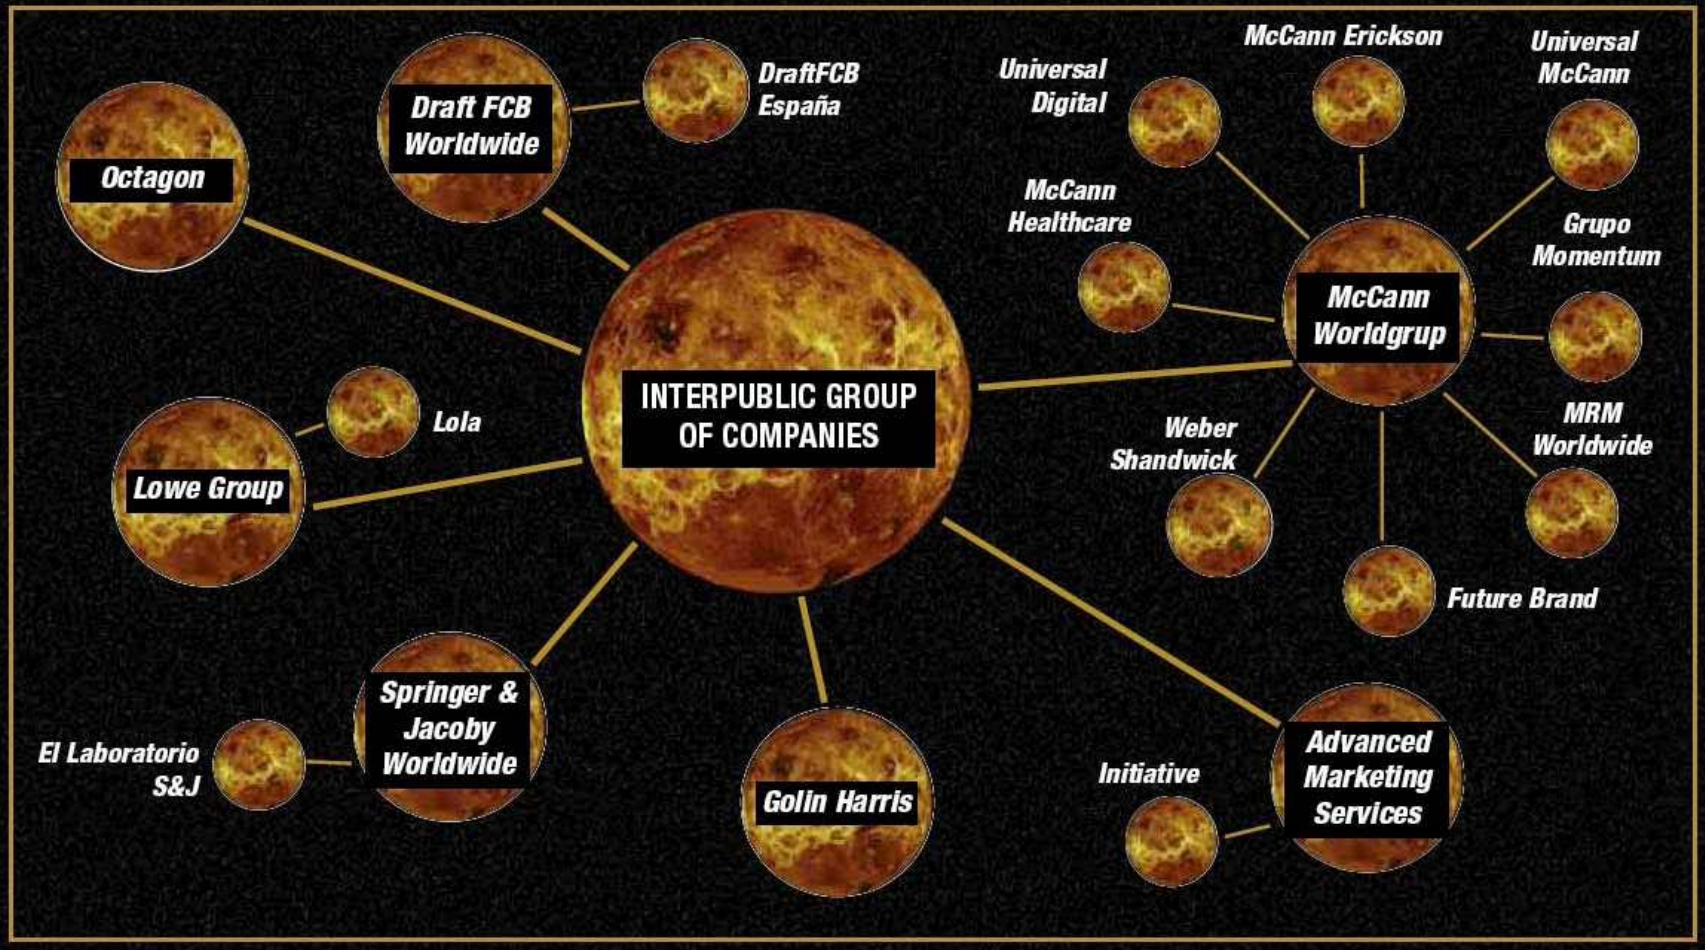 McCann Erickson
Universal
McCann
Universal
Digital
DraftFCB
España
Draft FCB
Worldwide
Octagon
McCann
Healthcare
Grupo
Momentum
McCann
Worldgrup
INTERPUBLIC GROUP
OF COMPANIES
Lola
Lowe Group
Weber
Shandwick
MRM
Worldwide
Future Brand
Springer &
Jacoby
Worldwide
El Laboratorio
S&J
Golin Harris
Initiative
Advanced
Marketing
Services